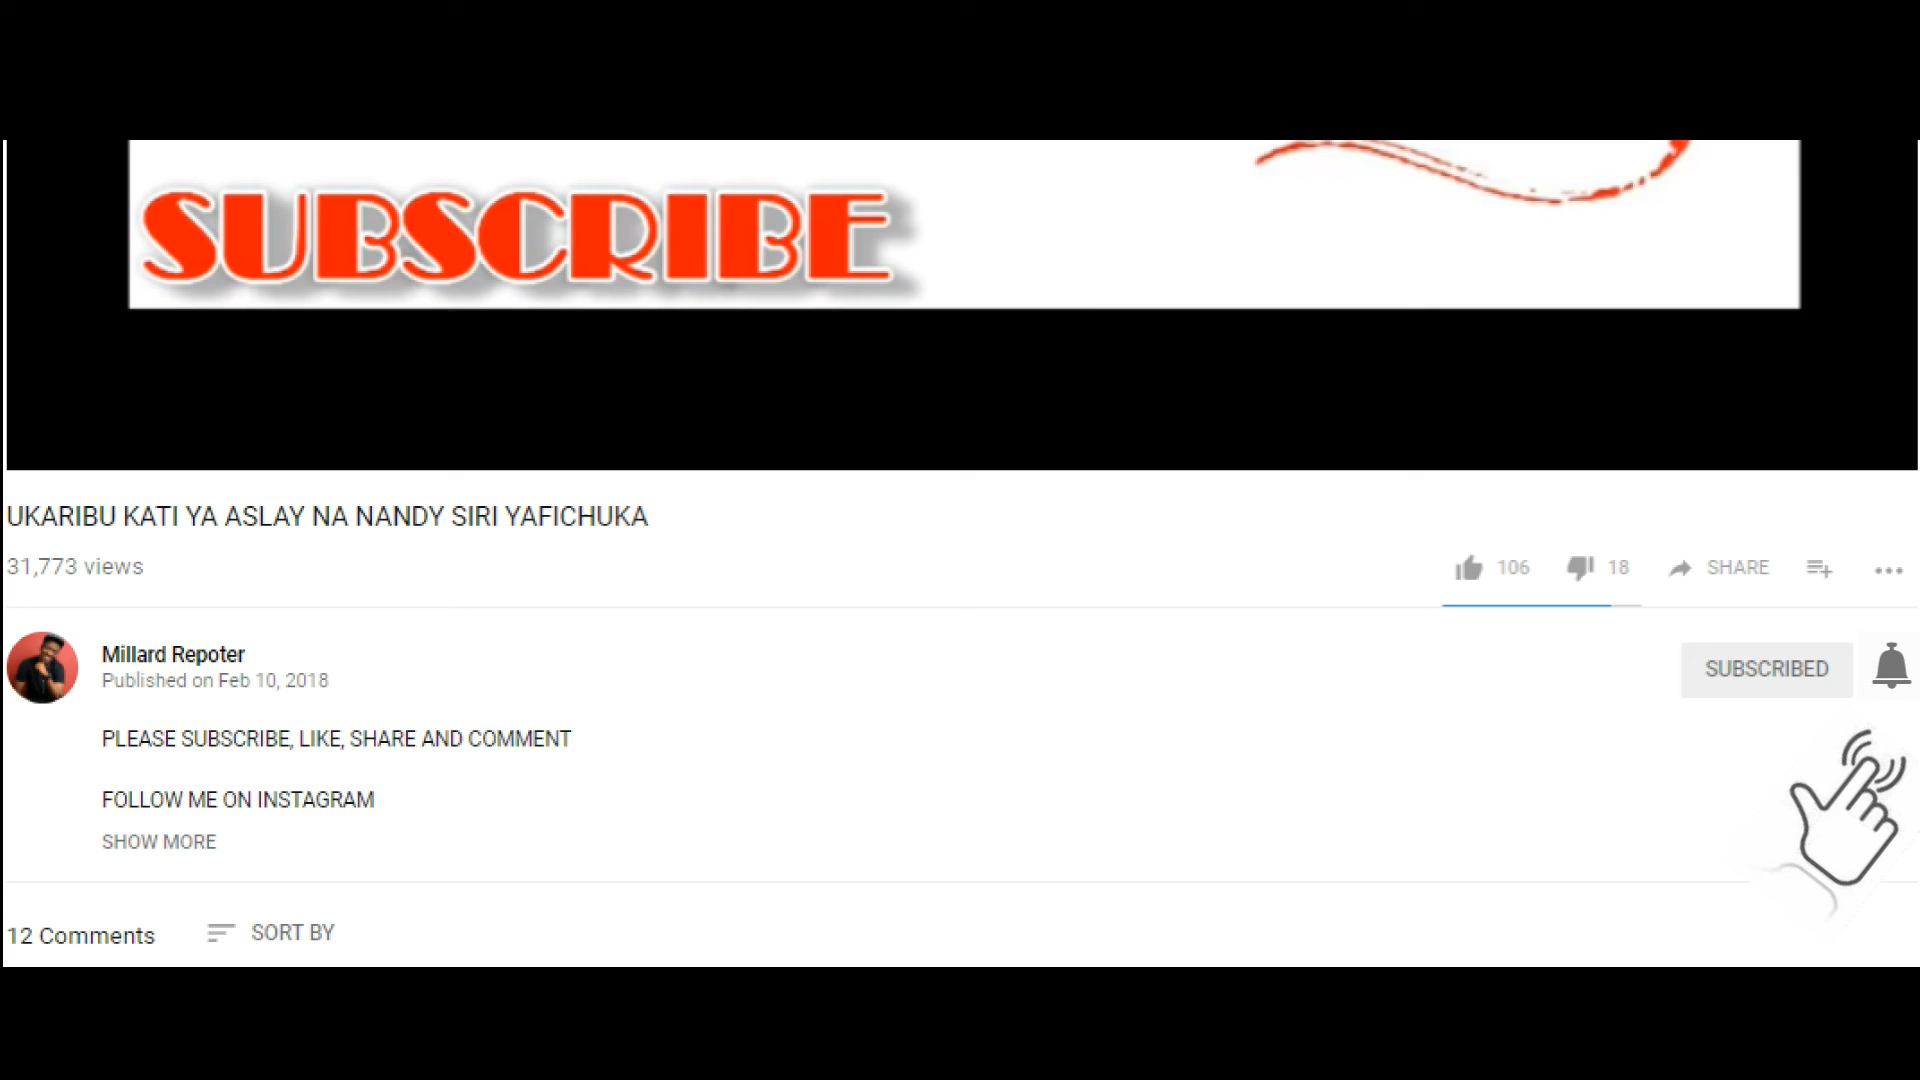 SUBSCRIBE
UKARIBU KATI YA ASLAY NA NANDY SIRI YAFICHUKA
31,773 views
106 18 SHARE
Millard Repoter
Published on Feb 10, 2018
SUBSCRIBED
PLEASE SUBSCRIBE, LIKE, SHARE AND COMMENT
FOLLOW ME ON INSTAGRAM
SHOW MORE
12 Comments SORT BY